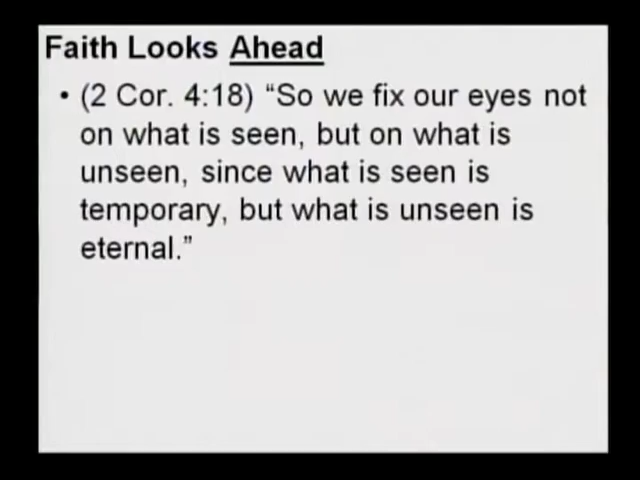 Faith Looks Ahead
• (2 Cor. 4:18) “So we fix our eyes not
on what is seen, but on what is
unseen, since what is seen is
temporary, but what is unseen is
eternal.”